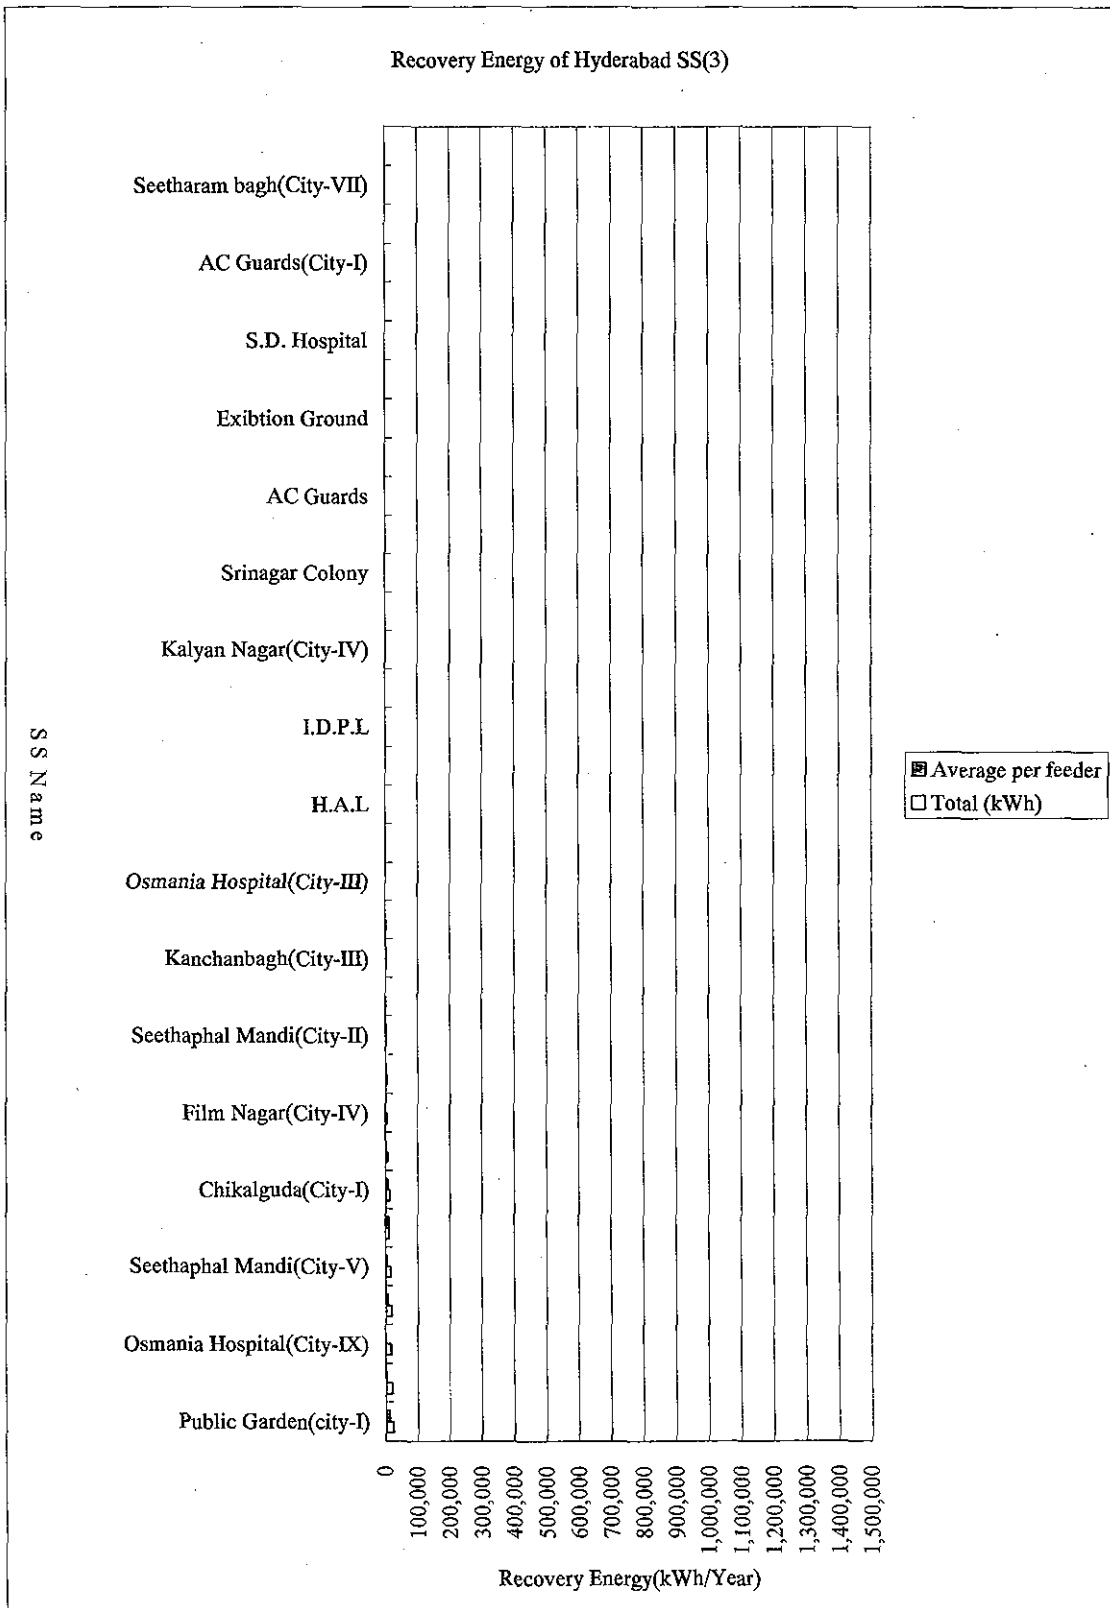 Recovery Energy of Hyderabad SS(3)
Seetharam bagh(City-VII)
AC Guards(City-I)
S.D. Hospital
Exibtion Ground
AC Guards
Srinagar Colony
Kalyan Nagar(City-IV)
I.D.P.L
H.A.L
Osmania Hospital(City-III)
Kanchanbagh(City-III)
Seethaphal Mandi(City-II)
Film Nagar(City-IV)
Chikalguda(City-I)
Seethaphal Mandi(City-V)
Osmania Hospital(City-IX)
Public Garden(city-I)
SS Name
Average per feeder
Total (kWh)
0
100,000
200,000
300,000
400,000
500,000
600,000
700,000
800,000
900,000
1,000,000
1,100,000
1,200,000
1,300,000
1,400,000
1,500,000
Recovery Energy(kWh/Year)